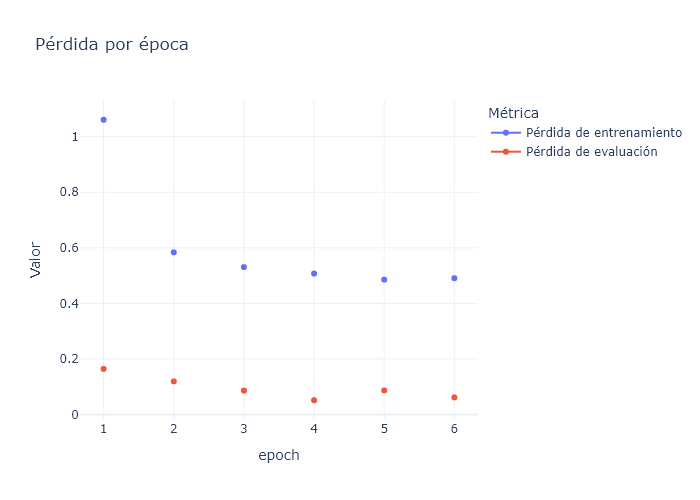 Pérdida por época
Métrica
Pérdida de entrenamiento
Pérdida de evaluación
Valor
1
0.8
0.6
0.4
0.2
0
1 2 3 4 5 6
epoch